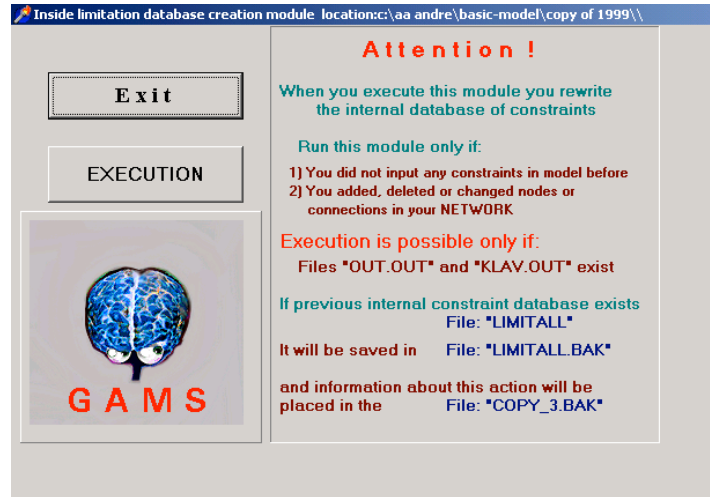 Inside limitation database creation module location:c:\aa andre\basic-model\copy of 1999\\
Exit
EXECUTION
GAMS
Attention !
When you execute this module you rewrite
the internal database of constraints
Run this module only if:
1) You did not input any constraints in model before
2) You added, deleted or changed nodes or
connections in your NETWORK
Execution is possible only if:
Files "OUT.OUT" and "KLAV.OUT" exist
If previous internal constraint database exists
File: "LIMITALL"
It will be saved in File: "LIMITALL.BAK"
and information about this action will be
placed in the File: "COPY_3.BAK"